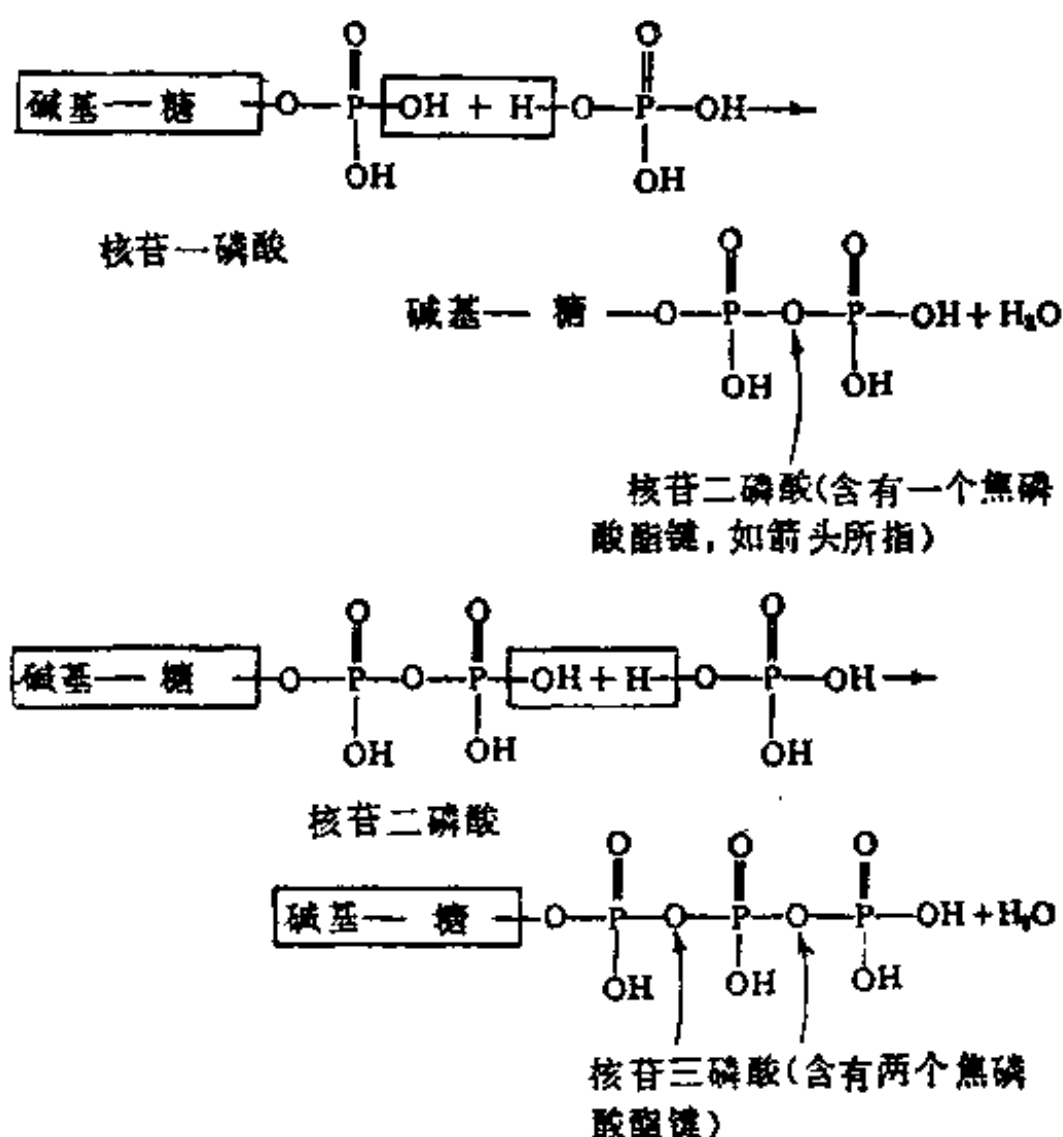 O O
碱基—糖 —O—P—OH + H—O—P—OH→
OH OH
核苷一磷酸
O O
碱基— 糖 —O—P—O—P—OH+H₂O
OH OH
核苷二磷酸(含有一个焦磷
酸酯键,如箭头所指)
O O O
碱基—糖 —O—P—O—P—OH+H—O—P—OH→
OH OH OH
核苷二磷酸
O O O
碱基— 糖 —O—P—O—P—O—P—OH+H₂O
OH OH OH
核苷三磷酸(含有两个焦磷
酸酯键)